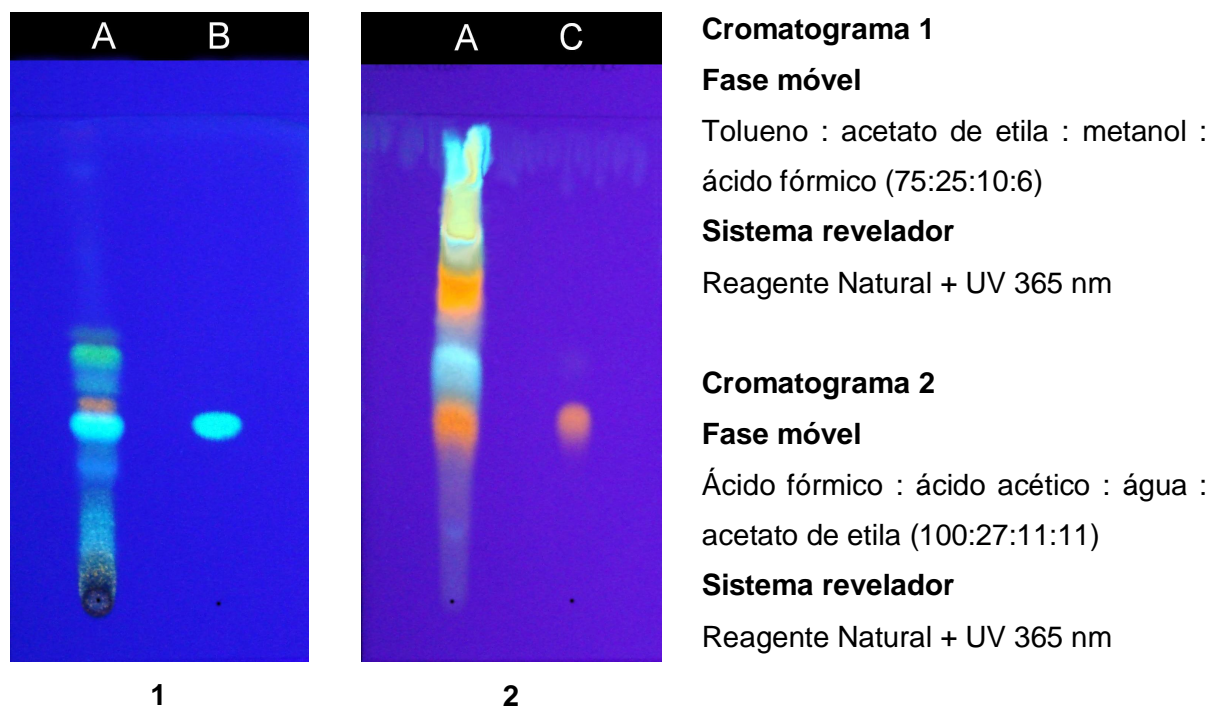 A B
A C
Cromatograma 1
Fase móvel
Tolueno : acetato de etila : metanol :
ácido fórmico (75:25:10:6)
Sistema revelador
Reagente Natural + UV 365 nm
Cromatograma 2
Fase móvel
Ácido fórmico : ácido acético : água :
acetato de etila (100:27:11:11)
Sistema revelador
Reagente Natural + UV 365 nm
1
2